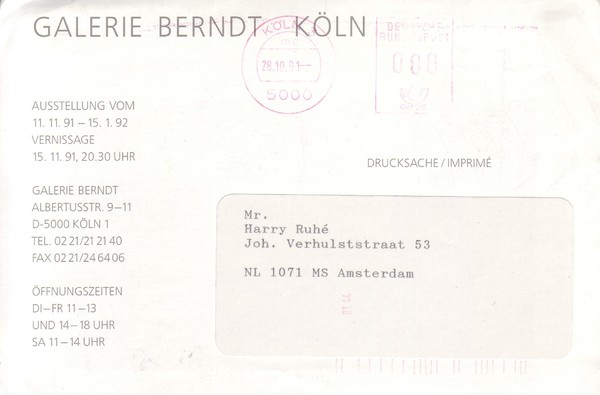 GALERIE BERNDT KÖLN
KÖLN
mc
28.10.91
5000
DEUTSCHE
BUNDESPOST
000
AUSSTELLUNG VOM
11. 11. 91 – 15. 1. 92
VERNISSAGE
15. 11. 91, 20.30 UHR
DRUCKSACHE / IMPRIMÉ
GALERIE BERNDT
ALBERTUSSTR. 9–11
D-5000 KÖLN 1
TEL. 02 21/21 21 40
FAX 02 21/24 64 06
ÖFFNUNGSZEITEN
DI–FR 11–13
UND 14–18 UHR
SA 11–14 UHR
Mr.
Harry Ruhé
Joh. Verhulststraat 53
NL 1071 MS Amsterdam